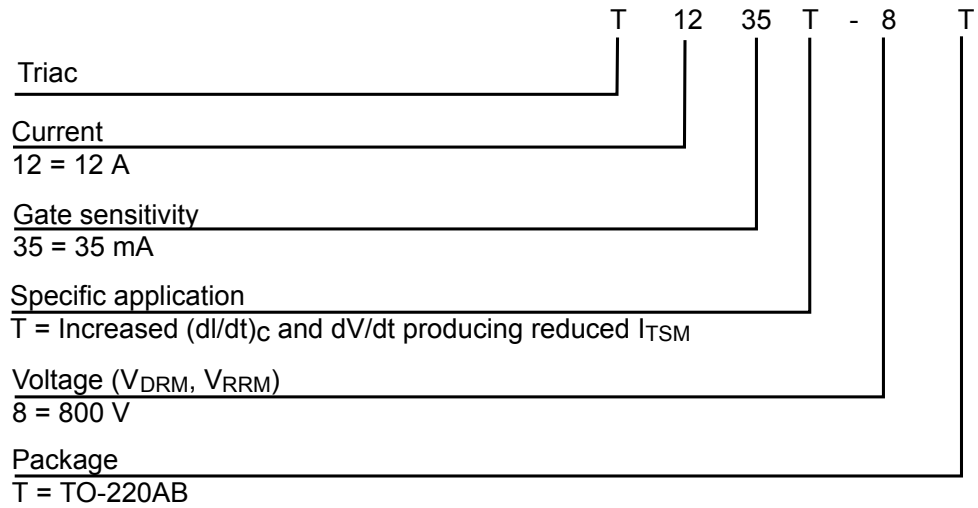 T 12 35 T - 8 T
Triac
Current
12 = 12 A
Gate sensitivity
35 = 35 mA
Specific application
T = Increased (dI/dt)c and dV/dt producing reduced ITSM
Voltage (VDRM, VRRM)
8 = 800 V
Package
T = TO-220AB